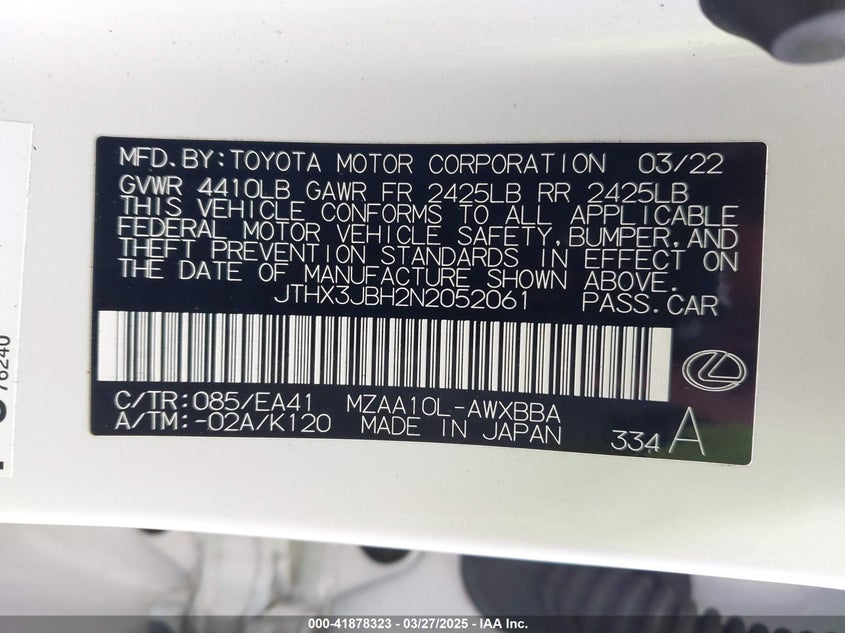 MFD.BY:TOYOTA MOTOR CORPORATION 03/22
GVWR 4410LB GAWR FR 2425LB RR 2425LB
THIS VEHICLE CONFORMS TO ALL APPLICABLE
FEDERAL MOTOR VEHICLE SAFETY,BUMPER,AND
THEFT PREVENTION STANDARDS IN EFFECT ON
THE DATE OF MANUFACTURE SHOWN ABOVE.
JTHX3JBH2N2052061 PASS.CAR
C/TR:085/EA41 MZAA10L-AWXBBA
A/TM:-02A/K120 MADE IN JAPAN
334 A
76240
000-41878323 - 03/27/2025 - IAA Inc.